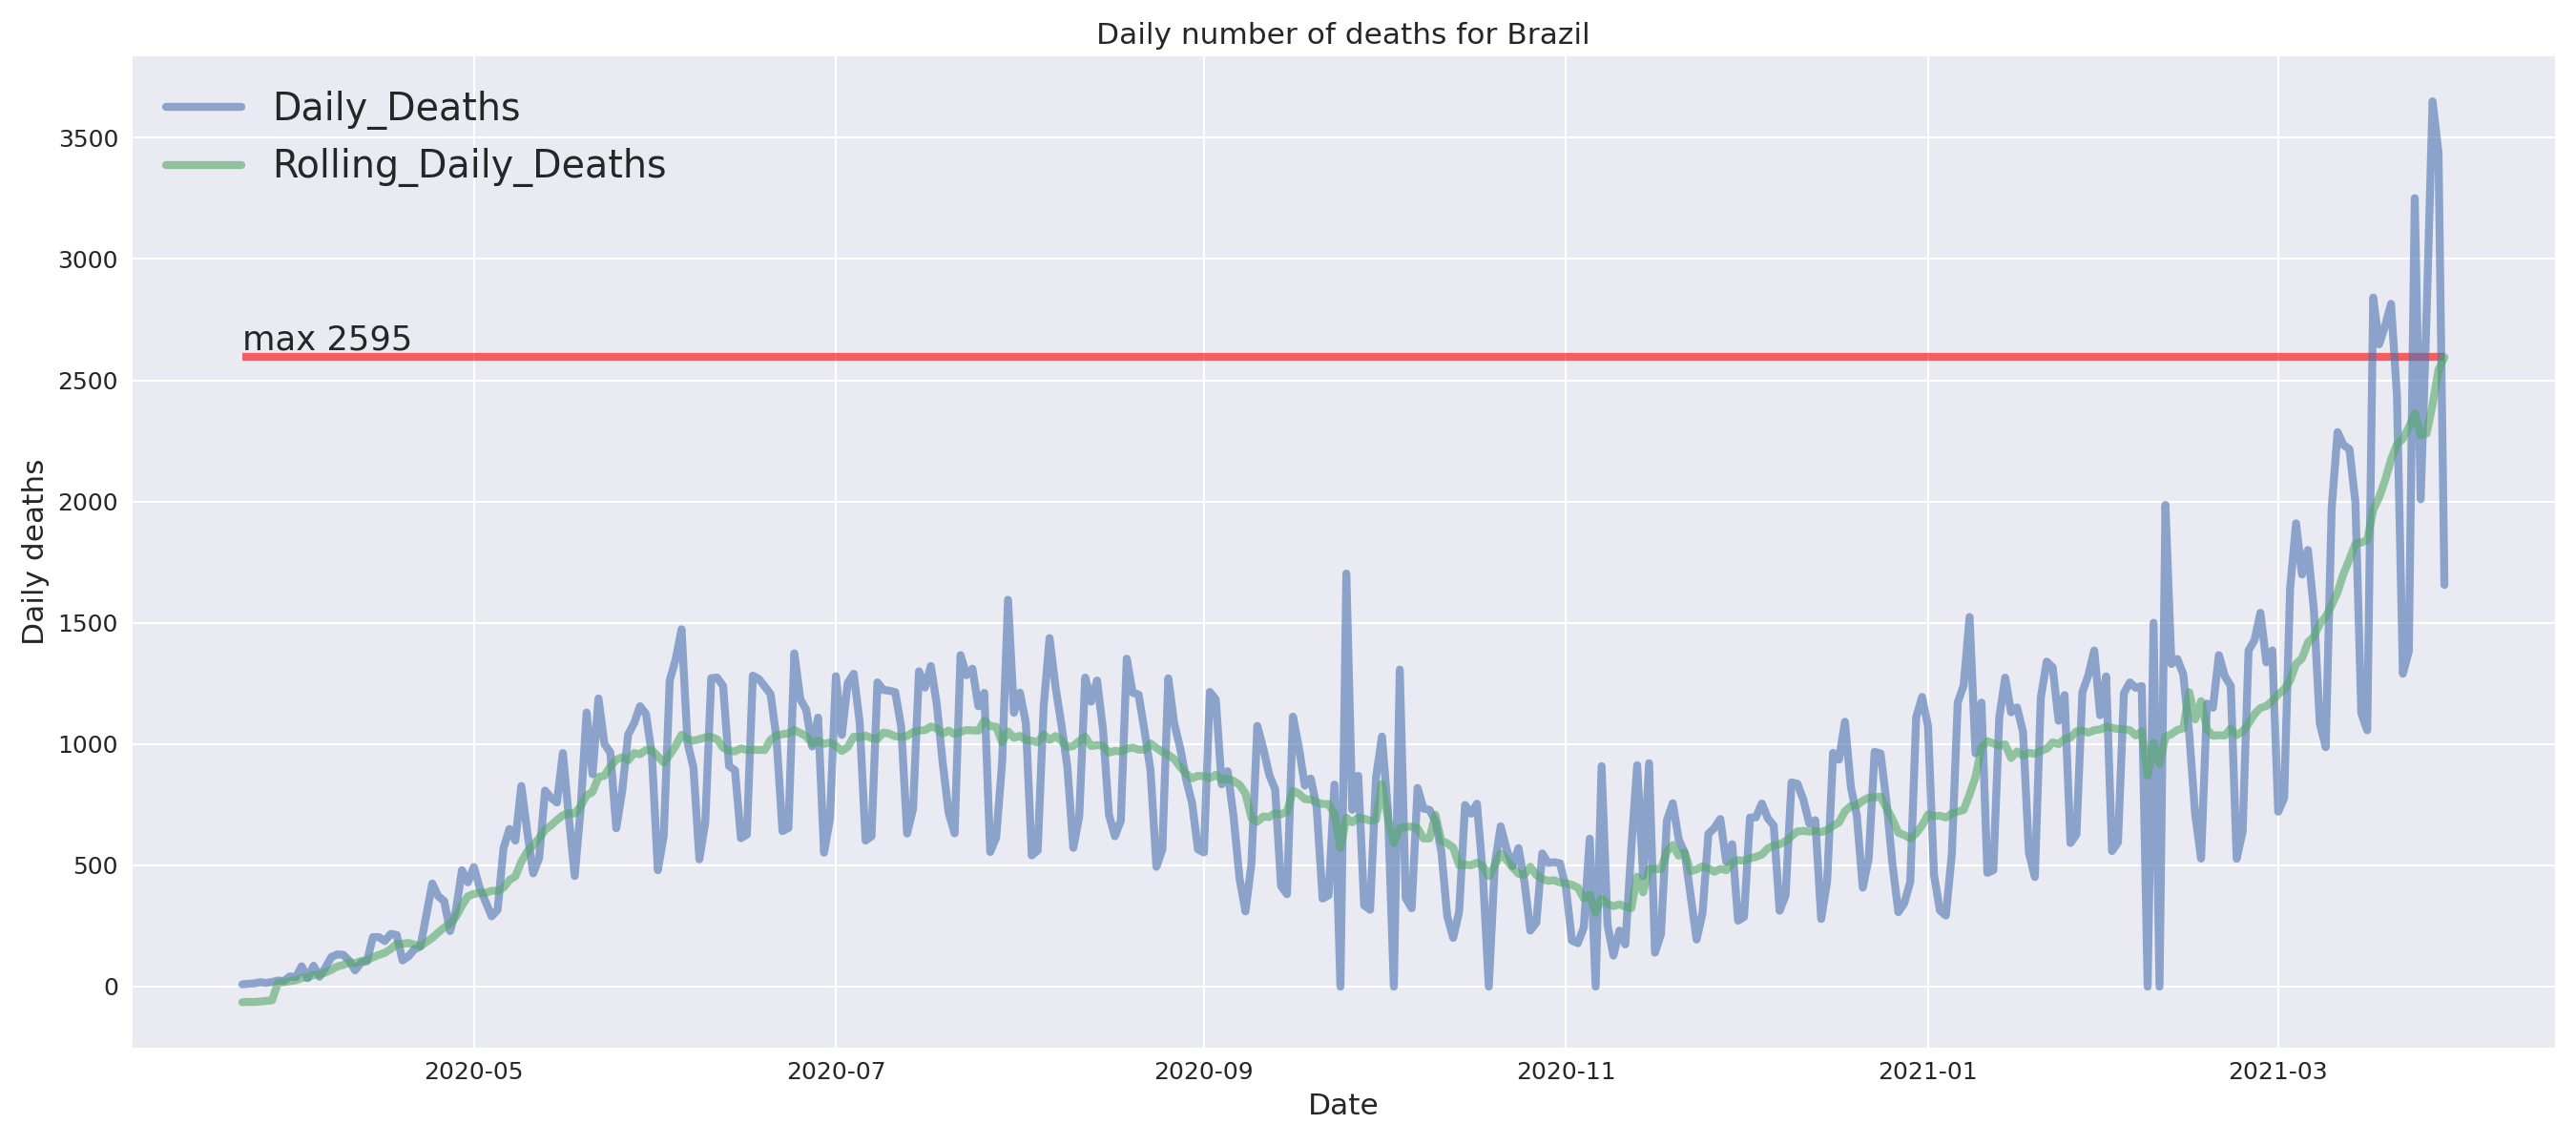 Daily number of deaths for Brazil
Daily_Deaths
Rolling_Daily_Deaths
max 2595
Daily deaths
3500
3000
2500
2000
1500
1000
500
0
2020-05
2020-07
2020-09
2020-11
2021-01
2021-03
Date